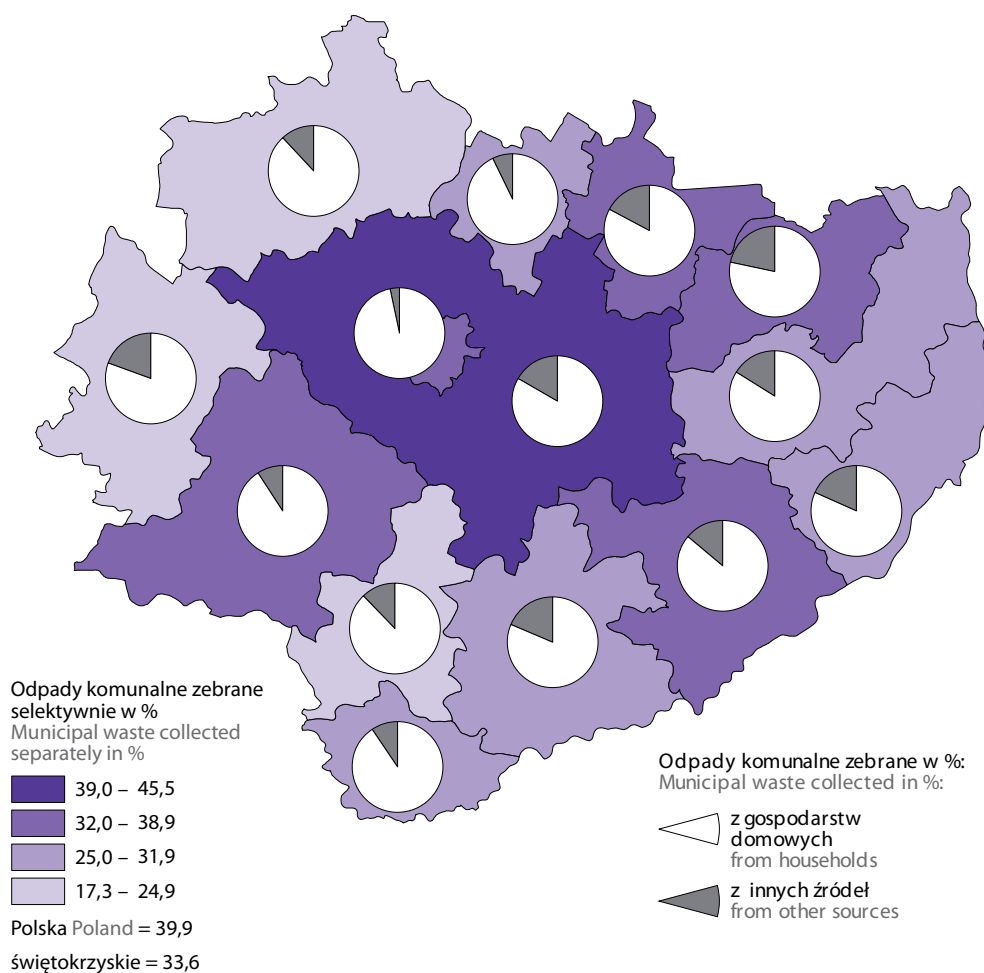 Odpady komunalne zebrane
selektywnie w %
Municipal waste collected
separately in %
39,0 – 45,5
32,0 – 38,9
25,0 – 31,9
17,3 – 24,9
Polska Poland = 39,9
świętokrzyskie = 33,6
Odpady komunalne zebrane w %:
Municipal waste collected in %:
z gospodarstw
domowych
from households
z innych źródeł
from other sources